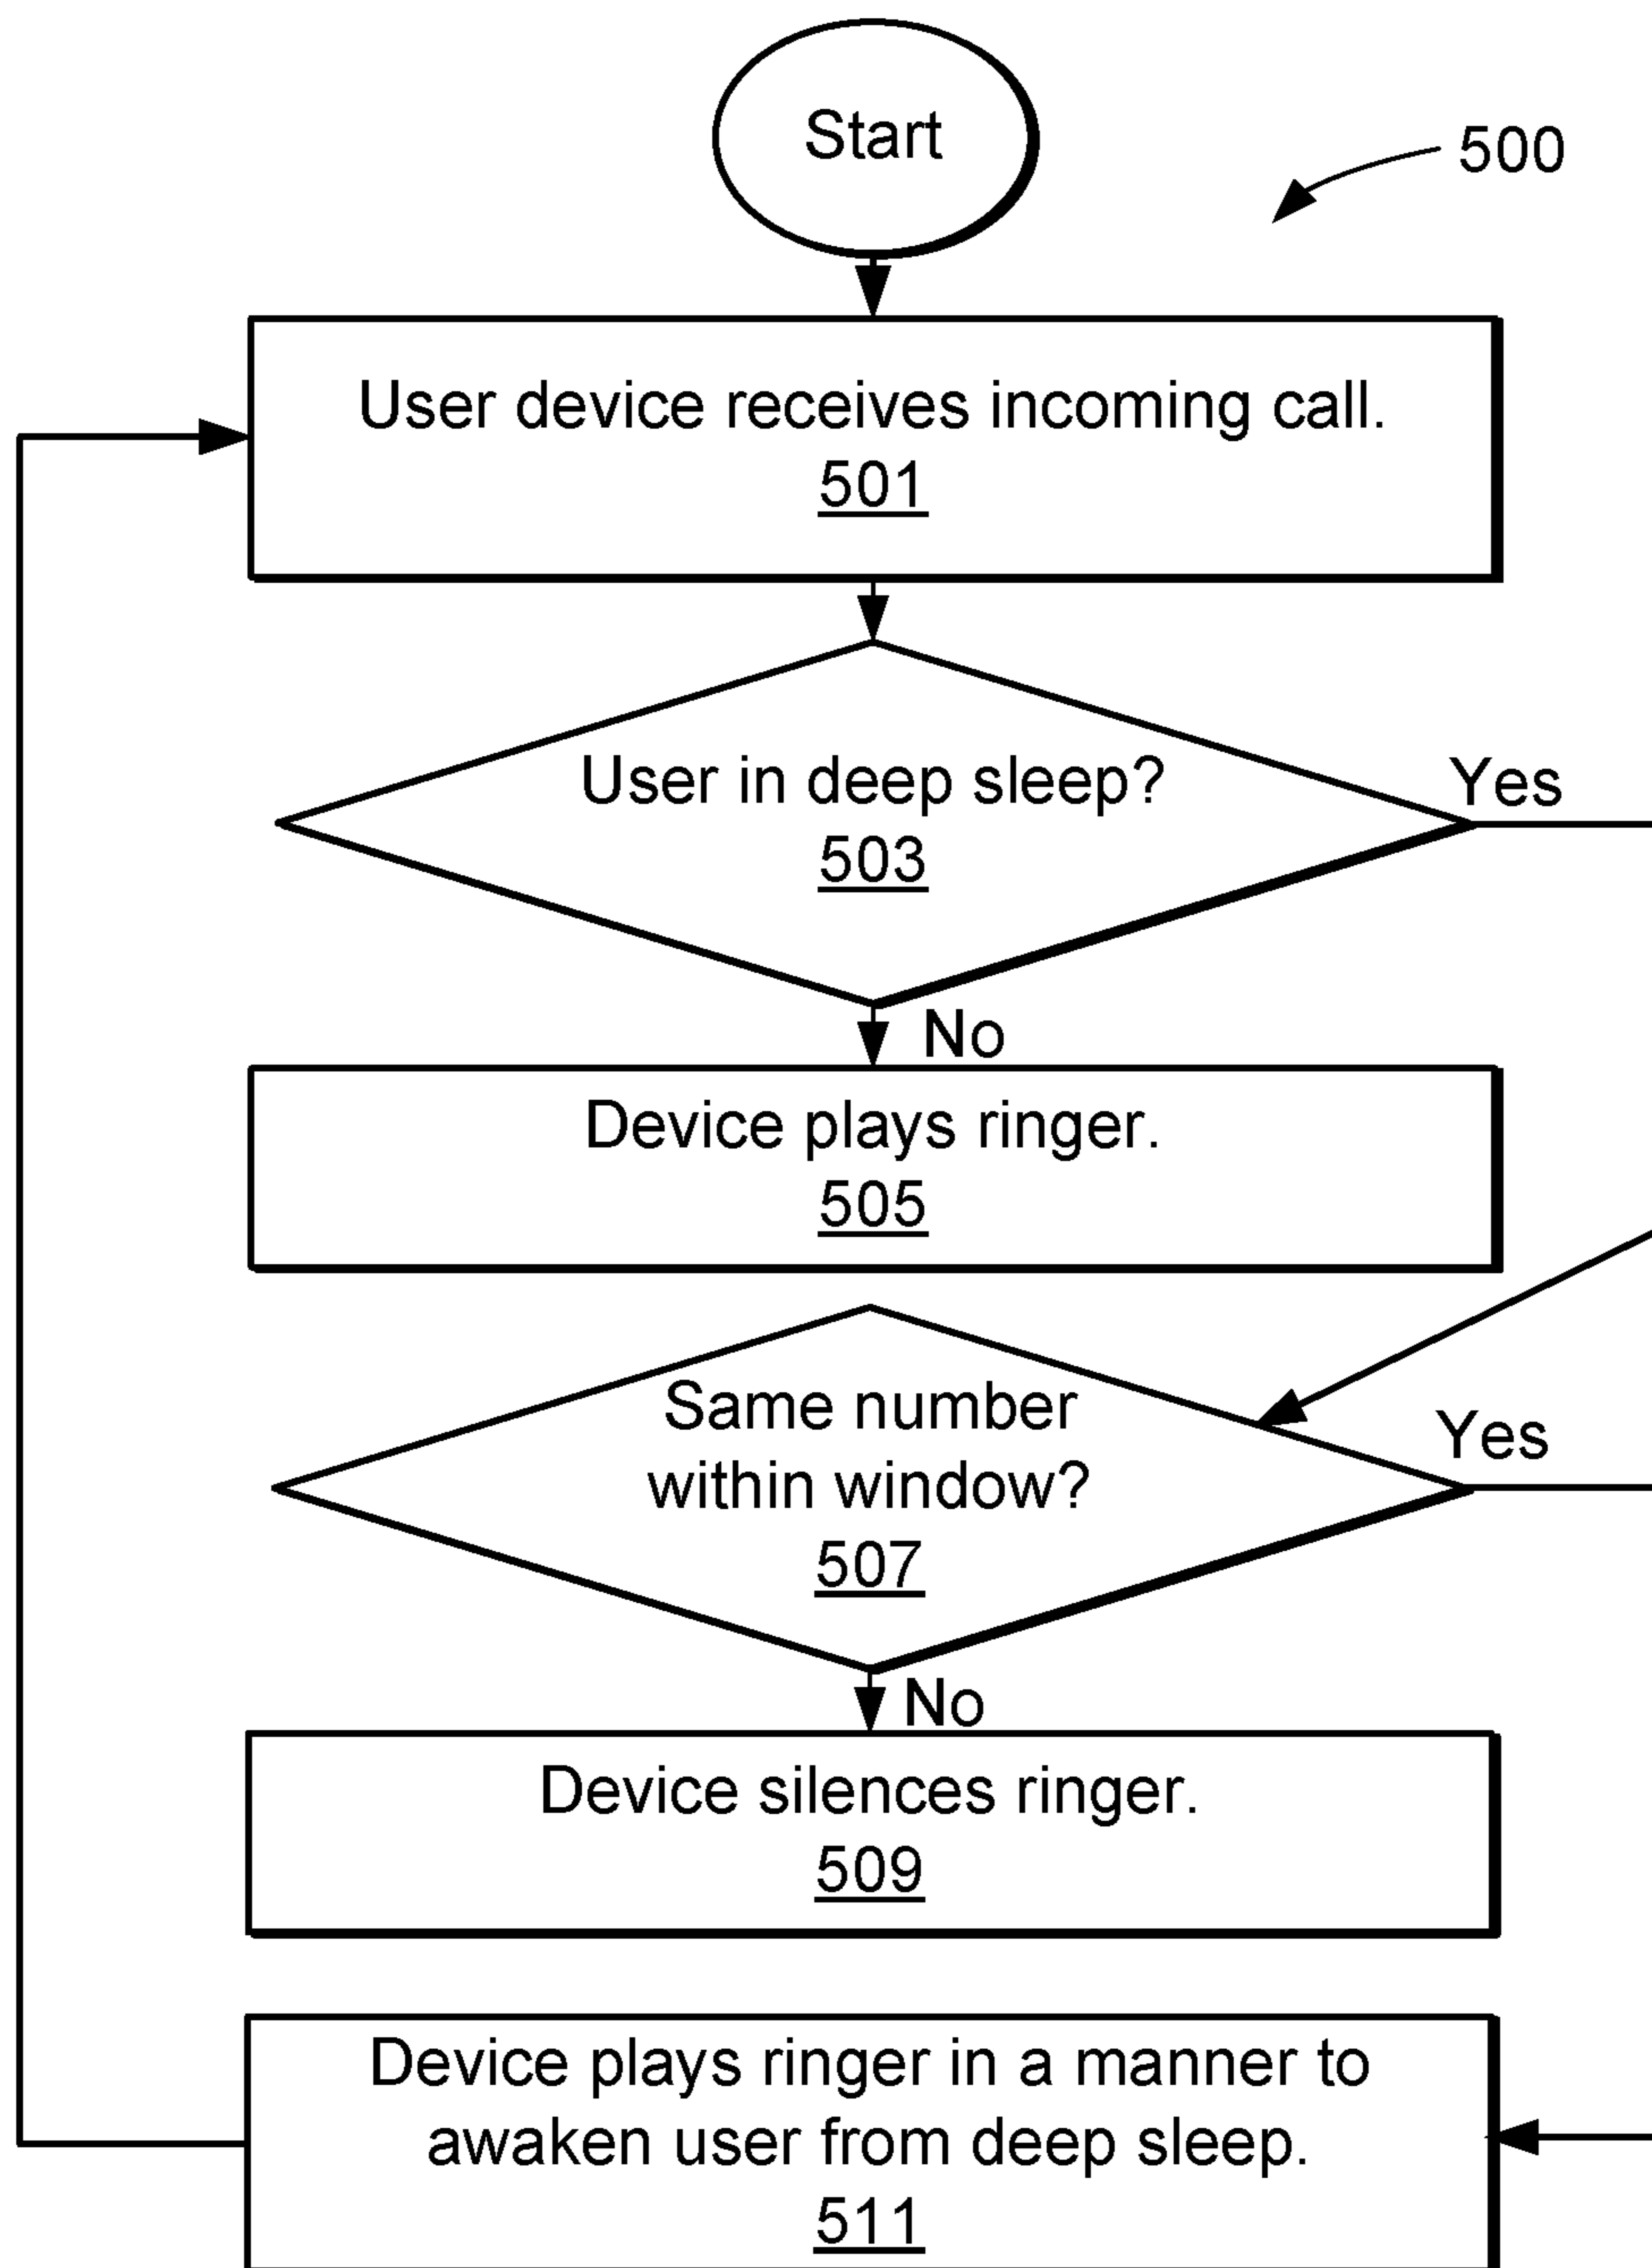 Start
500
User device receives incoming call.
501
User in deep sleep?
503
Yes
No
Device plays ringer.
505
Same number
within window?
507
Yes
No
Device silences ringer.
509
Device plays ringer in a manner to
awaken user from deep sleep.
511